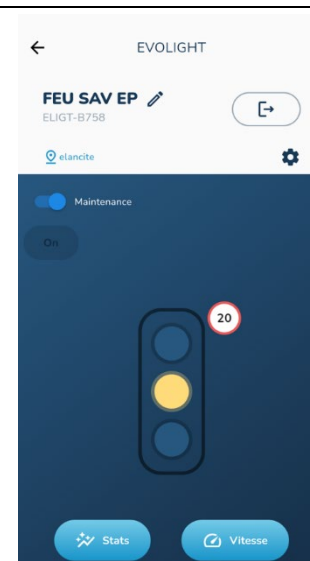 EVOLIGHT
FEU SAV EP
ELIGT-B758
elancite
Maintenance
On
20
Stats
Vitesse